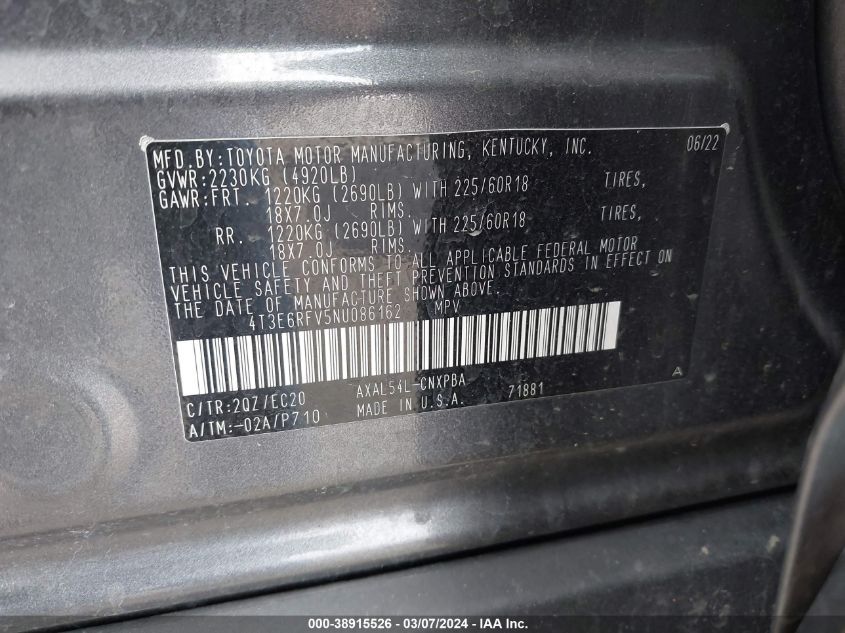 MFD.BY:TOYOTA MOTOR MANUFACTURING, KENTUCKY, INC. 06/22
GVWR:2230KG (4920LB)
GAWR:FRT. 1220KG (2690LB) WITH 225/60R18 TIRES,
18X7.0J RIMS.
RR. 1220KG (2690LB) WITH 225/60R18 TIRES,
18X7.0J RIMS.
THIS VEHICLE CONFORMS TO ALL APPLICABLE FEDERAL MOTOR
VEHICLE SAFETY AND THEFT PREVENTION STANDARDS IN EFFECT ON
THE DATE OF MANUFACTURE SHOWN ABOVE.
4T3E6RFV5NU086162 MPV
C/TR:2QZ/EC20 AXAL54L-CNXPBA A
A/TM:-02A/P710 MADE IN U.S.A. 71881
000-38915526 - 03/07/2024 - IAAI.com